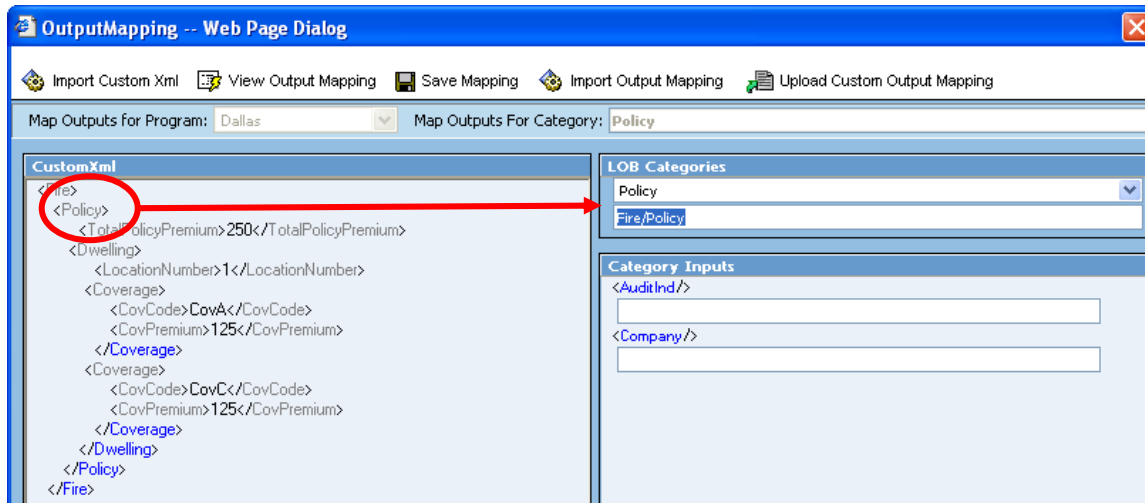 OutputMapping -- Web Page Dialog
Import Custom Xml View Output Mapping Save Mapping Import Output Mapping Upload Custom Output Mapping
Map Outputs for Program: Dallas Map Outputs For Category: Policy
CustomXml
<Fire>
<Policy>
<TotalPolicyPremium>250</TotalPolicyPremium>
<Dwelling>
<LocationNumber>1</LocationNumber>
<Coverage>
<CovCode>CovA</CovCode>
<CovPremium>125</CovPremium>
</Coverage>
<Coverage>
<CovCode>CovC</CovCode>
<CovPremium>125</CovPremium>
</Coverage>
</Dwelling>
</Policy>
</Fire>
LOB Categories
Policy
Fire/Policy
Category Inputs
<AuditInd/>
<Company/>